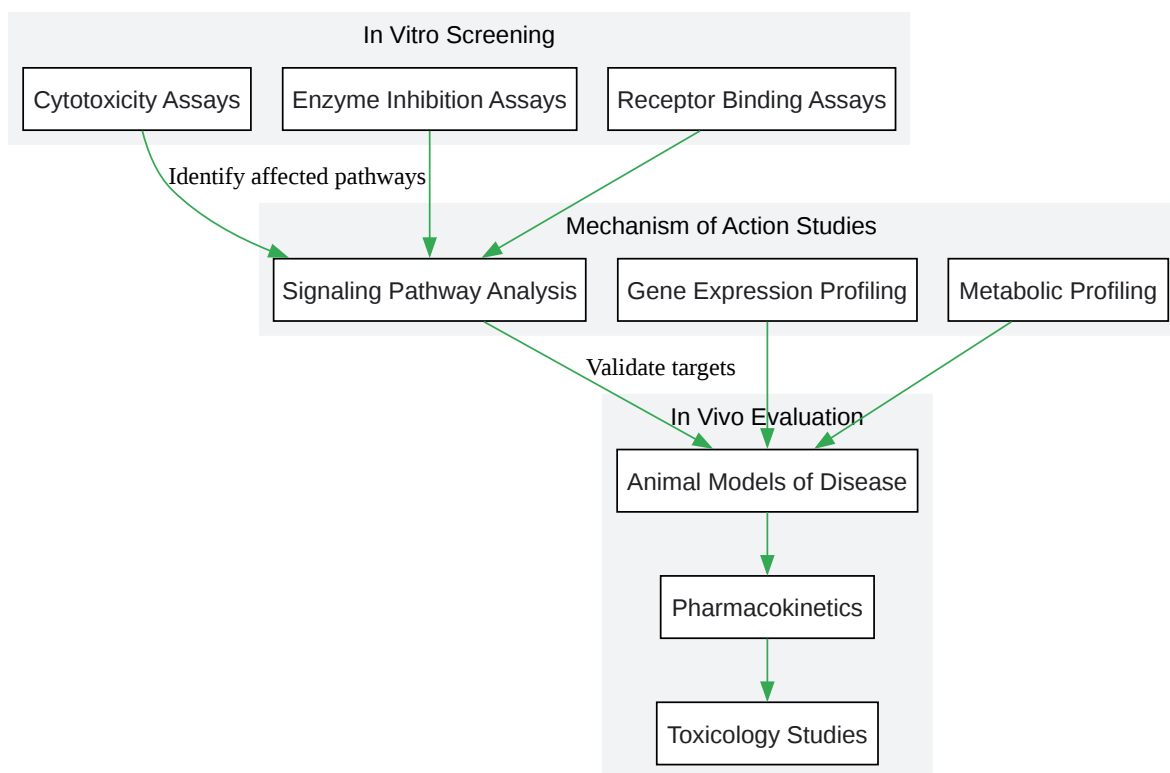 In Vitro Screening
Cytotoxicity Assays
Enzyme Inhibition Assays
Receptor Binding Assays
Identify affected pathways
Mechanism of Action Studies
Signaling Pathway Analysis
Gene Expression Profiling
Metabolic Profiling
Validate targets
In Vivo Evaluation
Animal Models of Disease
Pharmacokinetics
Toxicology Studies